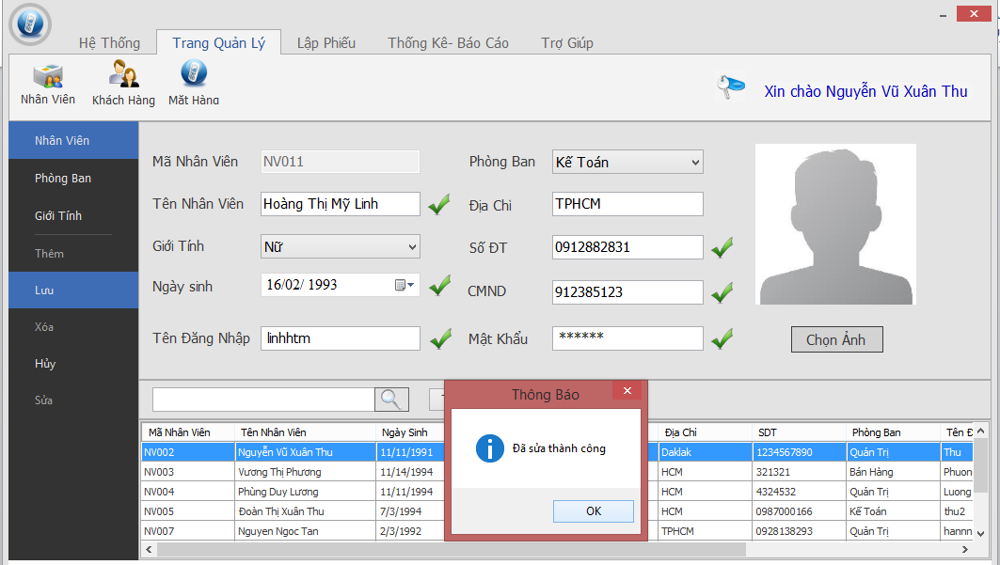 Hệ Thống Trang Quản Lý Lập Phiếu Thống Kê- Báo Cáo Trợ Giúp
Nhân Viên Khách Hàng Mặt Hàng
Xin chào Nguyễn Vũ Xuân Thu
Nhân Viên
Phòng Ban
Giới Tính
Thêm
Lưu
Xóa
Hủy
Sửa
Mã Nhân Viên NV011 Phòng Ban Kế Toán
Tên Nhân Viên Hoàng Thị Mỹ Linh Địa Chỉ TPHCM
Giới Tính Nữ Số ĐT 0912882831
Ngày sinh 16/02/ 1993 CMND 912385123
Tên Đăng Nhập linhhtm Mật Khẩu ******
Chọn Ảnh
Thông Báo
Đã sửa thành công
OK
Mã Nhân Viên Tên Nhân Viên Ngày Sinh Địa Chỉ SDT Phòng Ban Tên Đ
NV002 Nguyễn Vũ Xuân Thu 11/11/1991 Daklak 1234567890 Quản Trị Thu
NV003 Vương Thị Phương 11/14/1994 HCM 321321 Bán Hàng Phuon
NV004 Phùng Duy Lương 11/11/1994 HCM 4324532 Quản Trị Luong
NV005 Đoàn Thị Xuân Thu 7/3/1994 HCM 0987000166 Kế Toán thu2
NV007 Nguyen Ngoc Tan 2/3/1992 TPHCM 0928138293 Quản Trị hannn